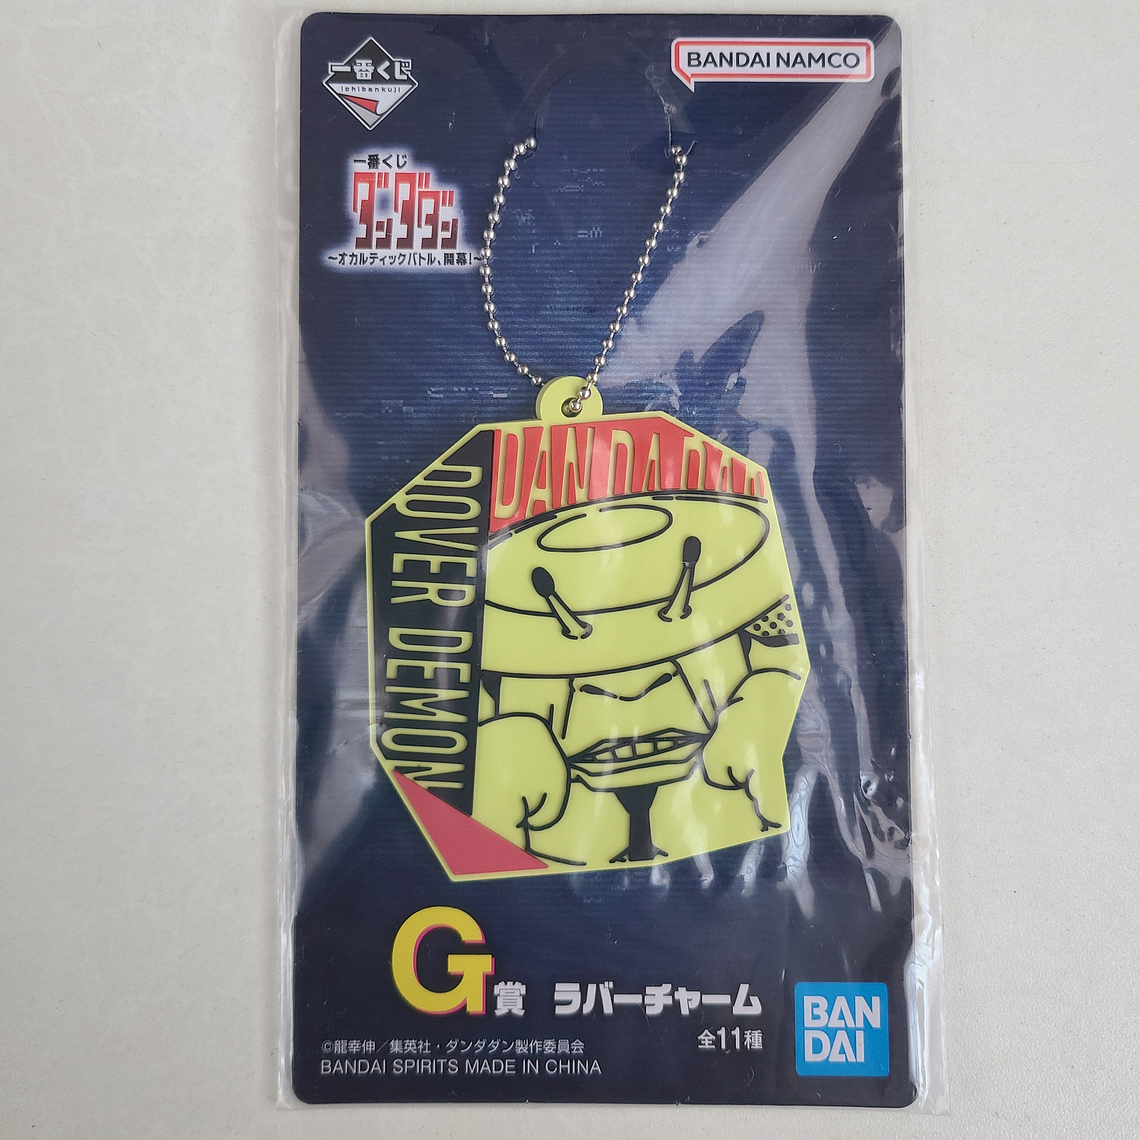 一番くじ
ichibankuji
BANDAI NAMCO
一番くじ
ダンダダン
~オカルティックバトル、開幕!~
DAN DA DAN
DOVER DEMON
G賞 ラバーチャーム
全11種
©龍幸伸/集英社・ダンダダン製作委員会
BANDAI SPIRITS MADE IN CHINA
BAN
DAI